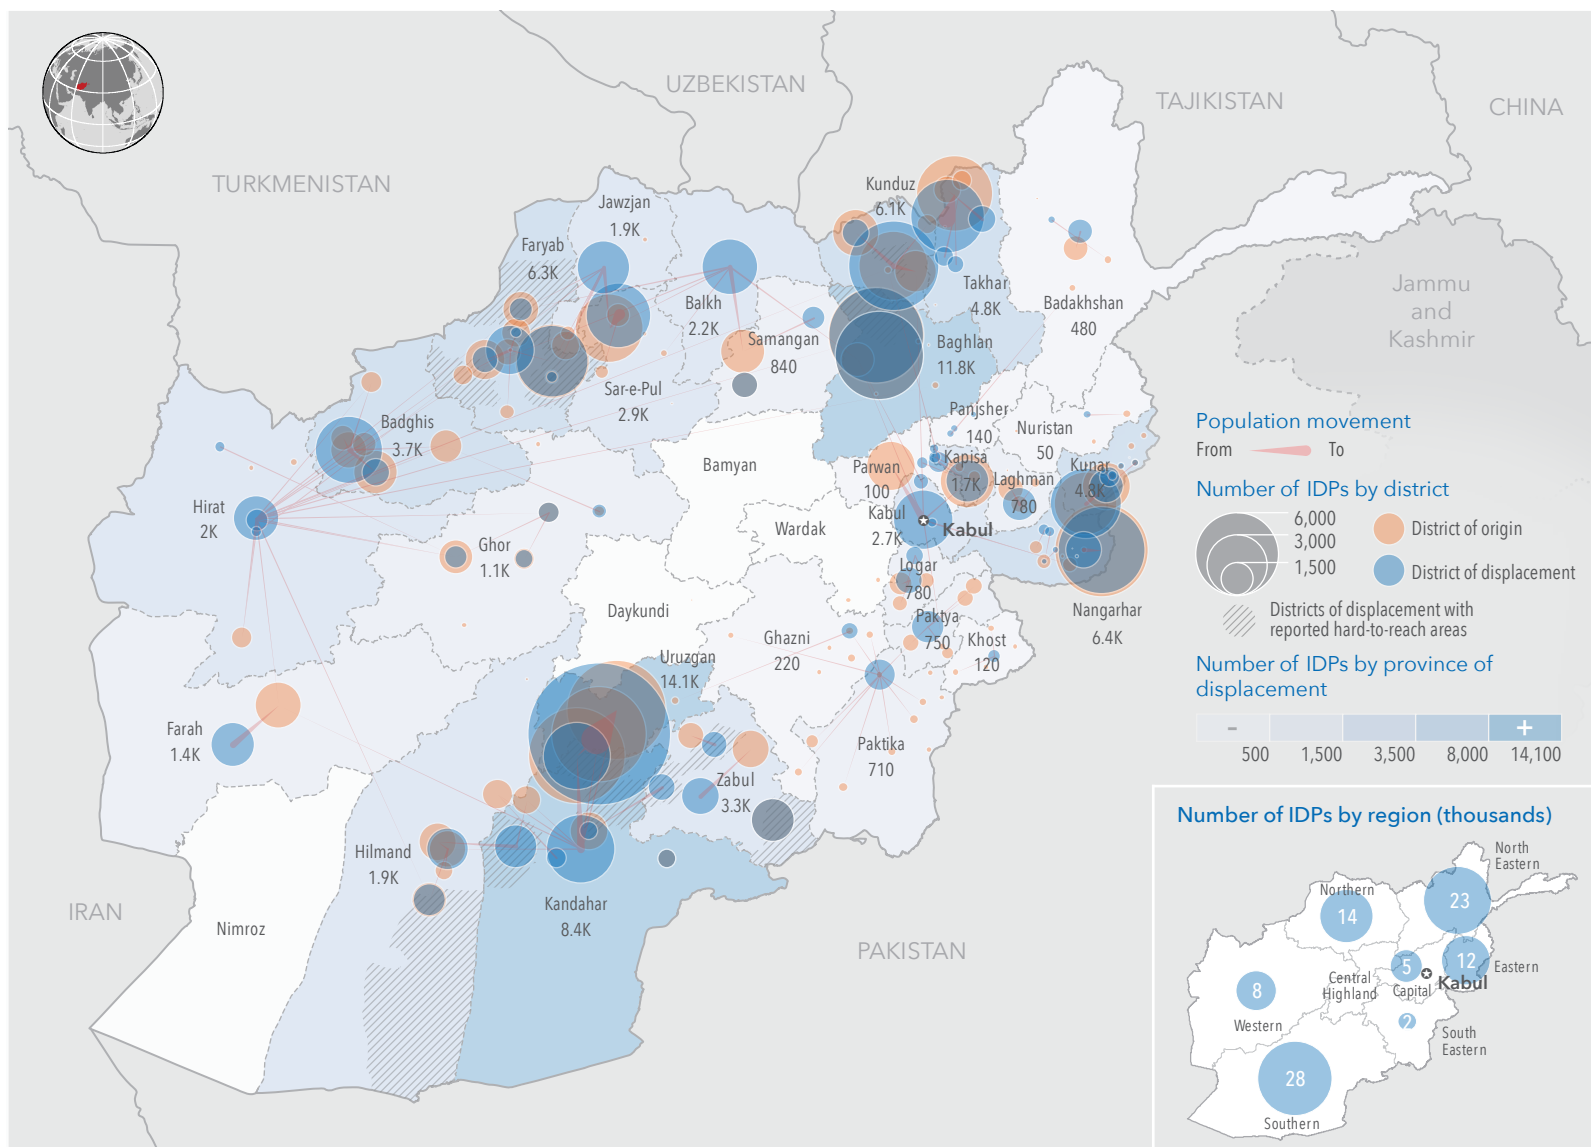 UZBEKISTAN
TAJIKISTAN
CHINA
TURKMENISTAN
Jammu
and
Kashmir
IRAN
PAKISTAN
Kunduz
6.1K
Jawzjan
1.9K
Faryab
6.3K
Balkh
2.2K
Takhar
4.8K
Badakhshan
480
Samangan
840
Baghlan
11.8K
Sar-e-Pul
2.9K
Badghis
3.7K
Panjsher
140
Nuristan
50
Bamyan
Parwan
100
Kapisa
1.7K
Laghman
780
Kunar
4.8K
Hirat
2K
Kabul
2.7K
Kabul
Wardak
Ghor
1.1K
Logar
780
Nangarhar
6.4K
Daykundi
Ghazni
220
Paktya
750
Khost
120
Uruzgan
14.1K
Farah
1.4K
Paktika
710
Zabul
3.3K
Hilmand
1.9K
Kandahar
8.4K
Nimroz
Population movement
From
To
Number of IDPs by district
6,000
3,000
1,500
District of origin
District of displacement
Districts of displacement with
reported hard-to-reach areas
Number of IDPs by province of
displacement
-
+
500
1,500
3,500
8,000
14,100
Number of IDPs by region (thousands)
North
Eastern
Northern
14
23
5
12
Eastern
Central
Highland
Capital
Kabul
8
Western
2
South
Eastern
28
Southern